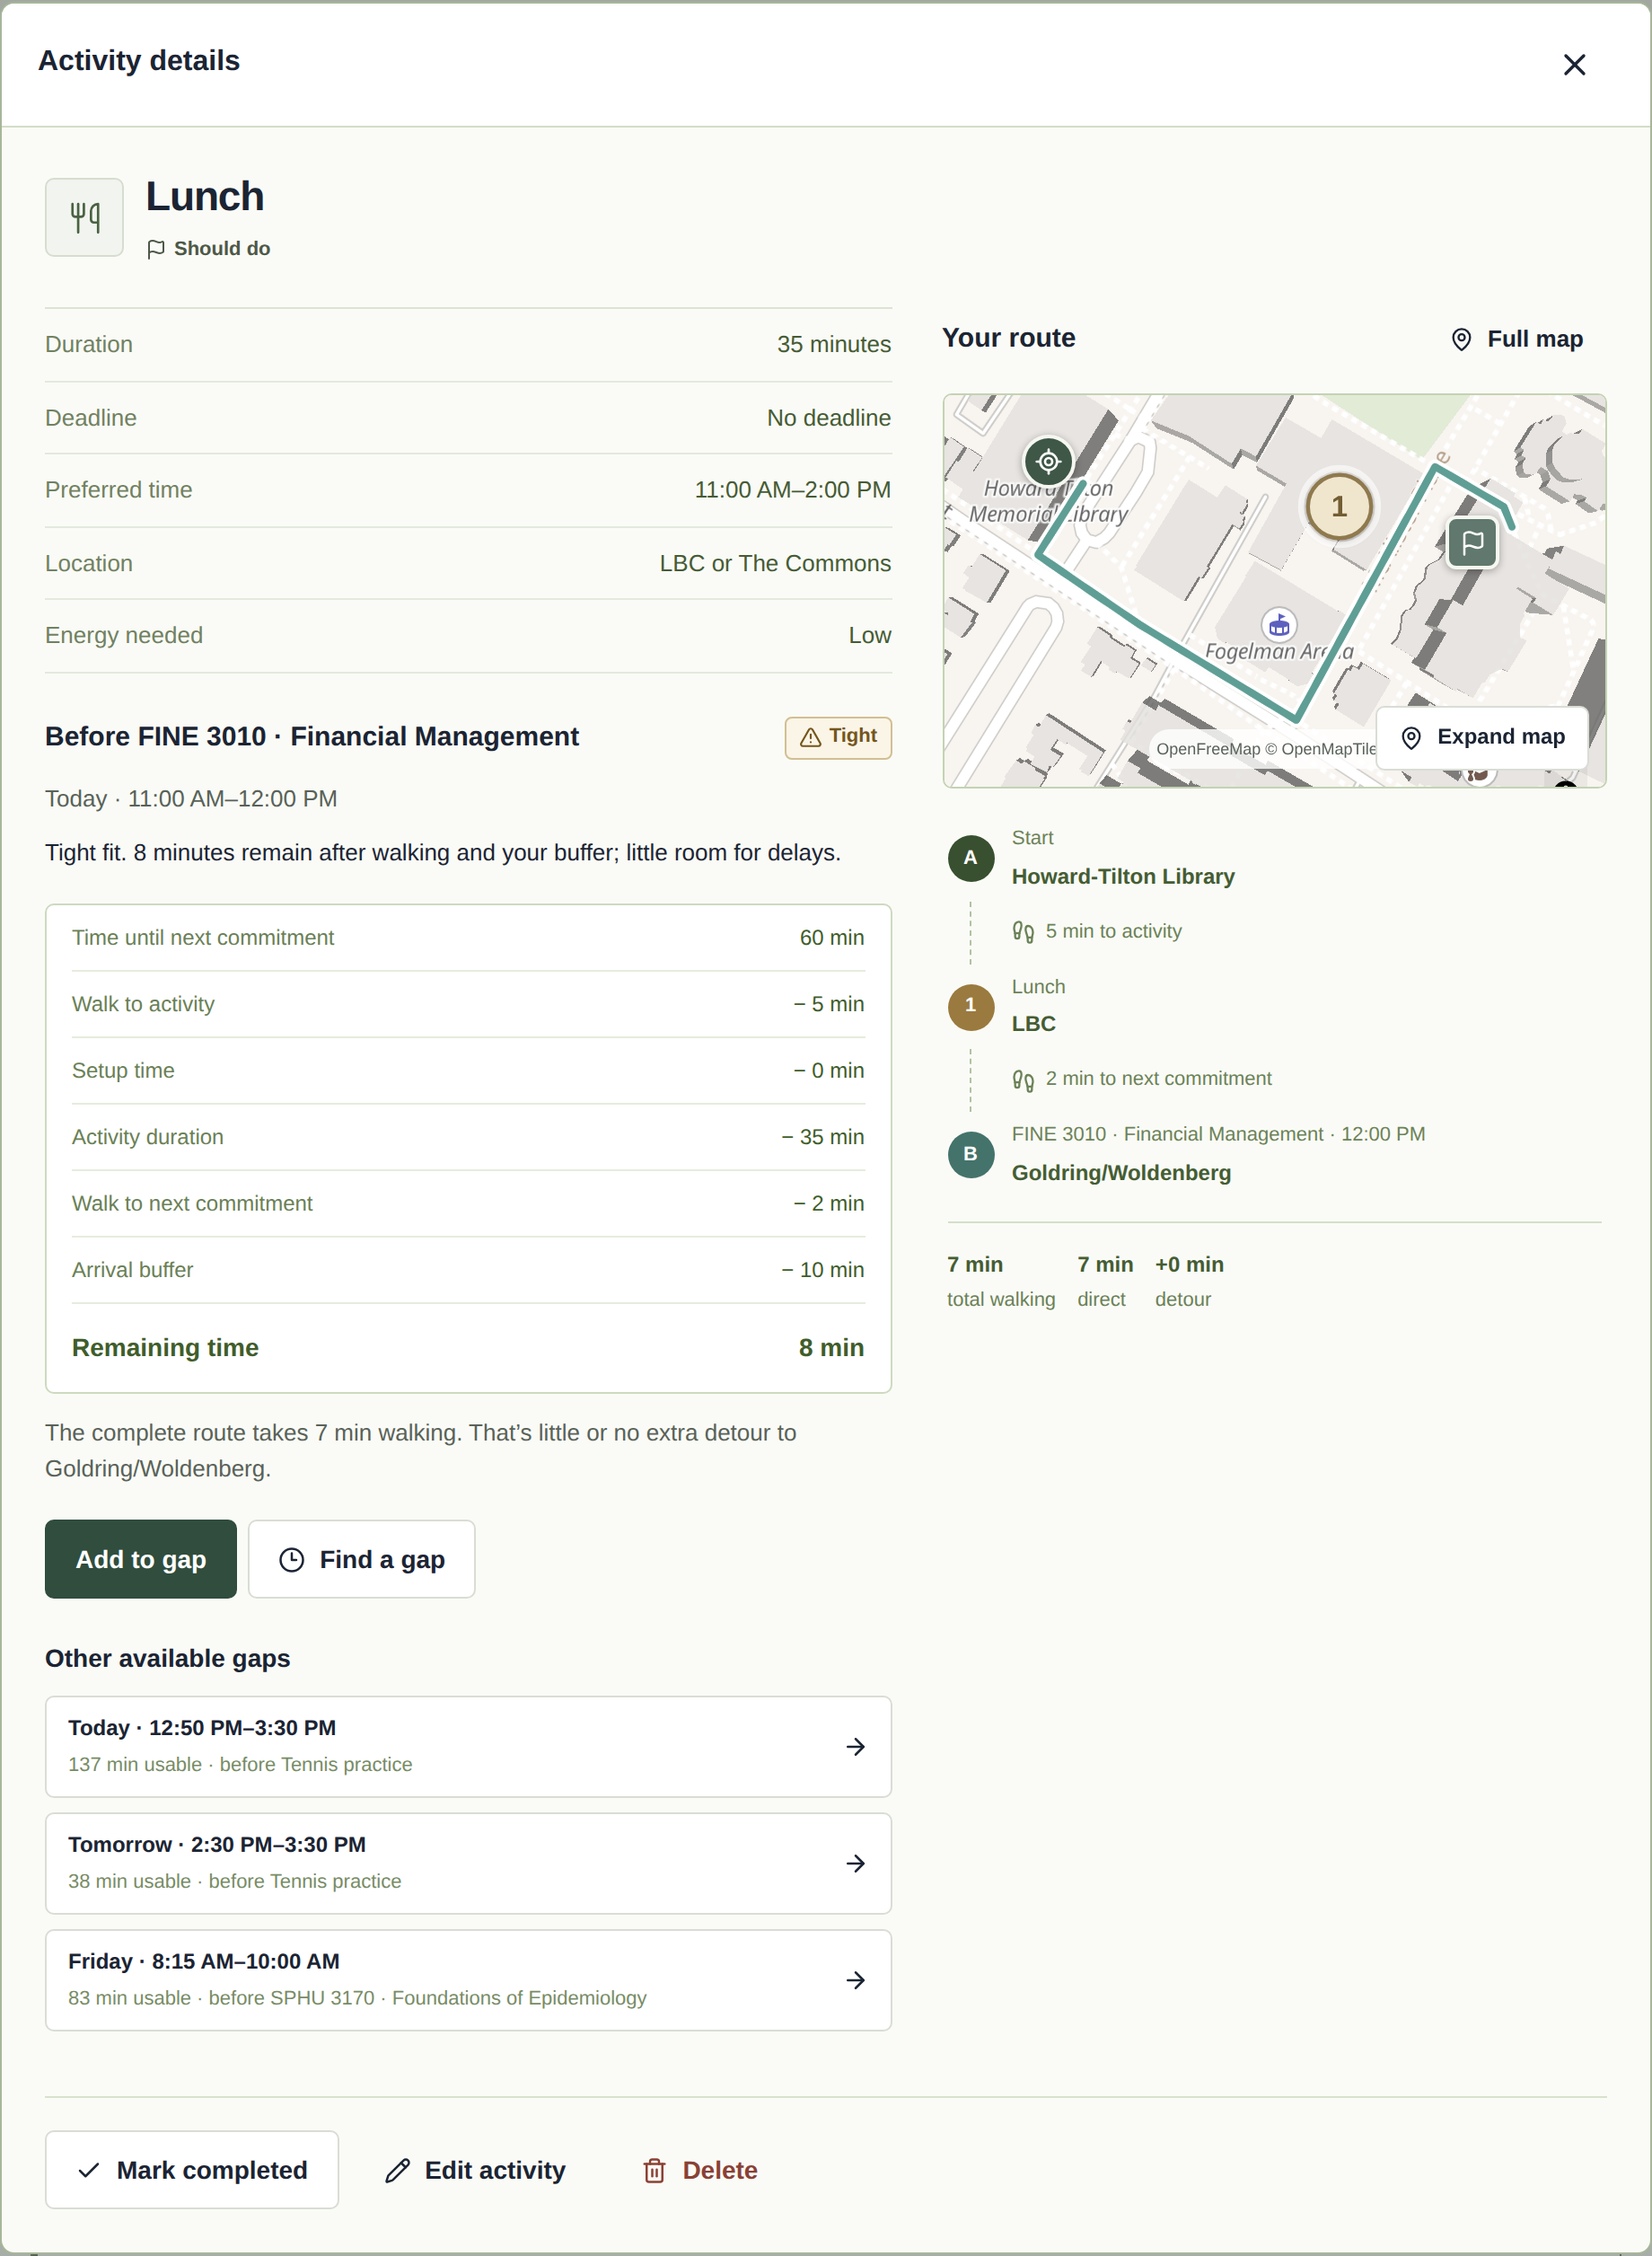 Activity details
Lunch
Should do
Duration 35 minutes
Deadline No deadline
Preferred time 11:00 AM–2:00 PM
Location LBC or The Commons
Energy needed Low
Before FINE 3010 · Financial Management Tight
Today · 11:00 AM–12:00 PM
Tight fit. 8 minutes remain after walking and your buffer; little room for delays.
Time until next commitment 60 min
Walk to activity − 5 min
Setup time − 0 min
Activity duration − 35 min
Walk to next commitment − 2 min
Arrival buffer − 10 min
Remaining time 8 min
The complete route takes 7 min walking. That’s little or no extra detour to
Goldring/Woldenberg.
Add to gap
Find a gap
Other available gaps
Today · 12:50 PM–3:30 PM
137 min usable · before Tennis practice
Tomorrow · 2:30 PM–3:30 PM
38 min usable · before Tennis practice
Friday · 8:15 AM–10:00 AM
83 min usable · before SPHU 3170 · Foundations of Epidemiology
Your route
Full map
Memorial Library
1
e
Fogelman Arena
OpenFreeMap © OpenMapTile
Expand map
A
Start
Howard-Tilton Library
5 min to activity
1
Lunch
LBC
2 min to next commitment
B
FINE 3010 · Financial Management · 12:00 PM
Goldring/Woldenberg
7 min 7 min +0 min
total walking direct detour
Mark completed
Edit activity
Delete